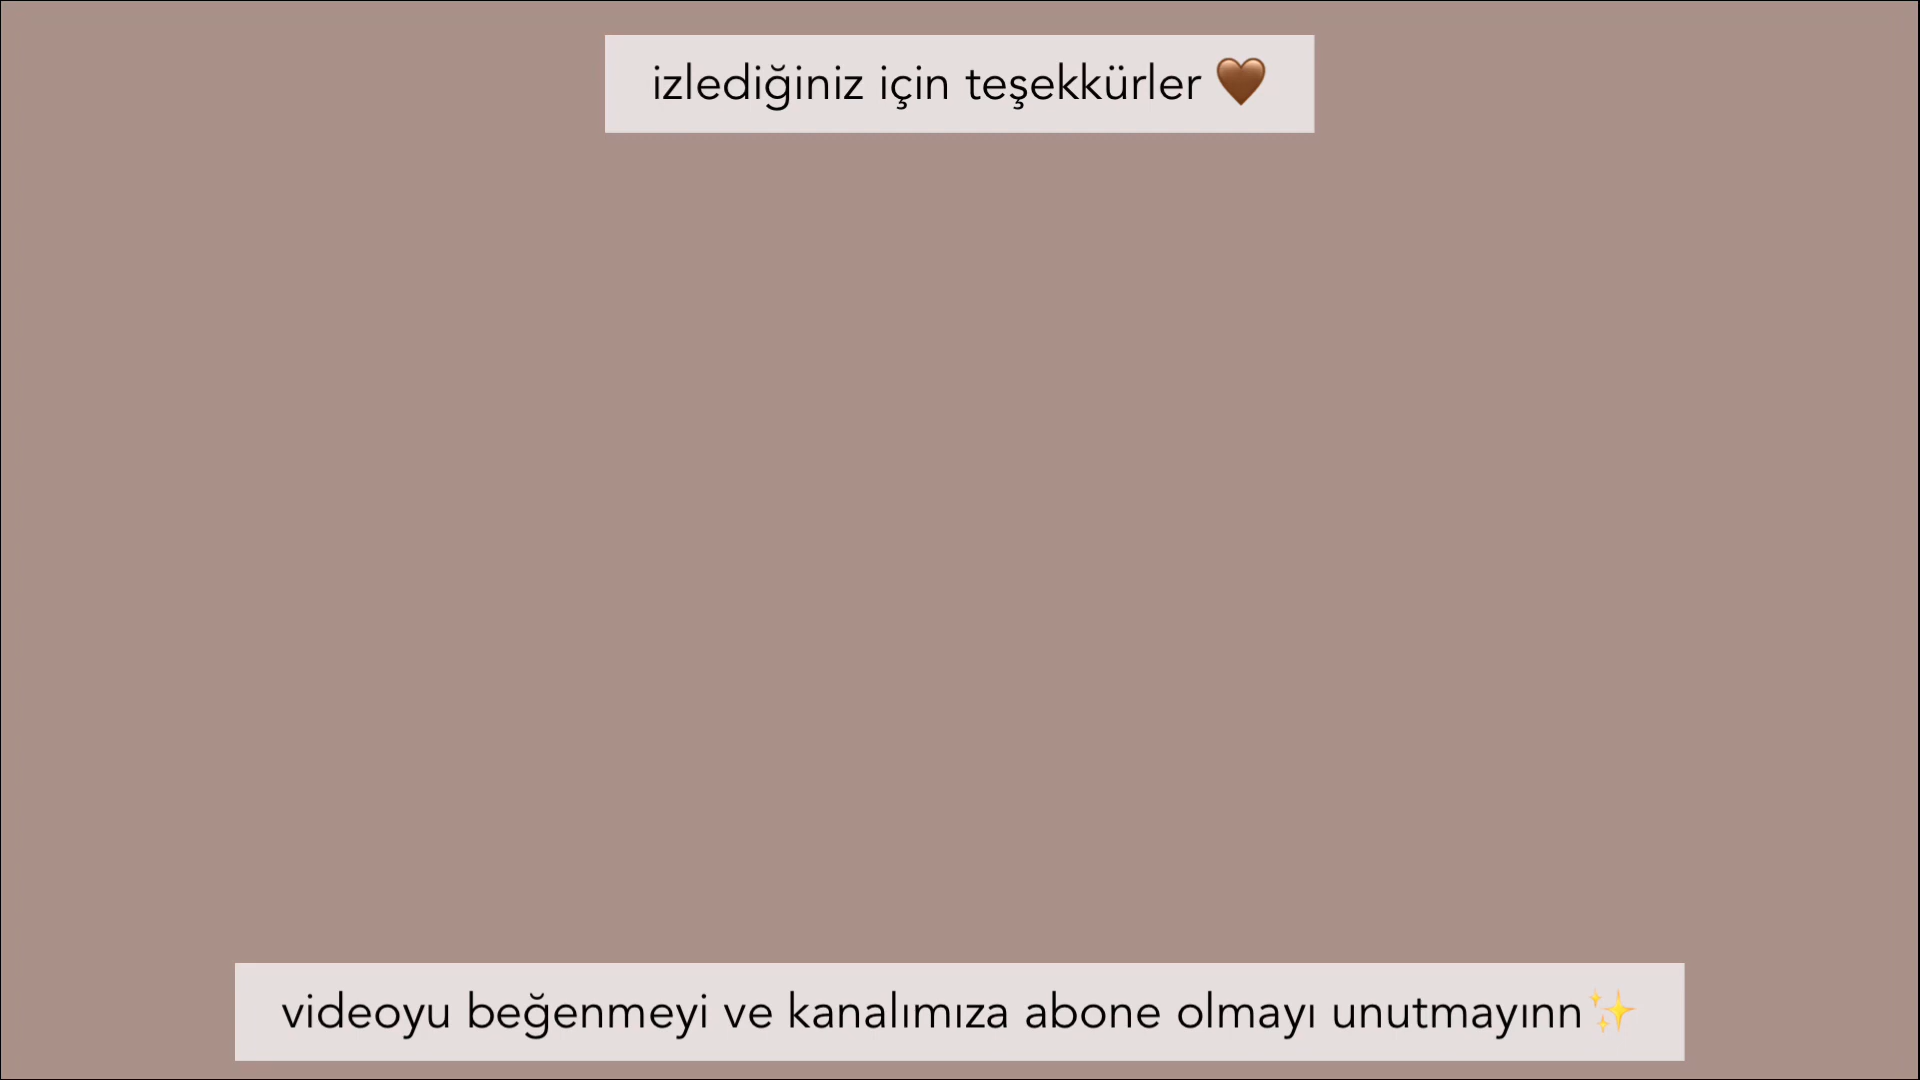 izlediğiniz için teşekkürler 🤎
videoyu beğenmeyi ve kanalımıza abone olmayı unutmayınn✨